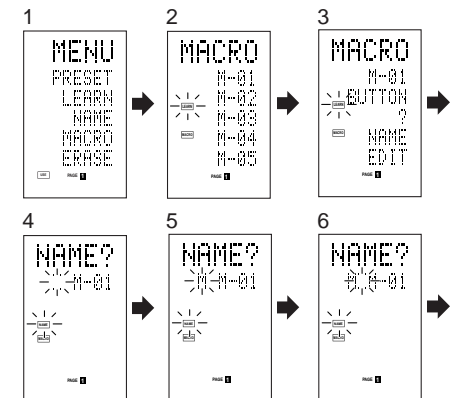 1
MENU
PRESET
LEARN
NAME
MACRO
ERASE
USE
PAGE 1
2
MACRO
M-01
M-02
LEARN
M-03
MACRO
M-04
M-05
PAGE 1
3
MACRO
M-01
LEARN
BUTTON
?
MACRO
NAME
EDIT
PAGE 1
4
NAME?
M-01
NAME
MACRO
PAGE 1
5
NAME?
M M-01
NAME
MACRO
PAGE 1
6
NAME?
M M-01
NAME
MACRO
PAGE 1